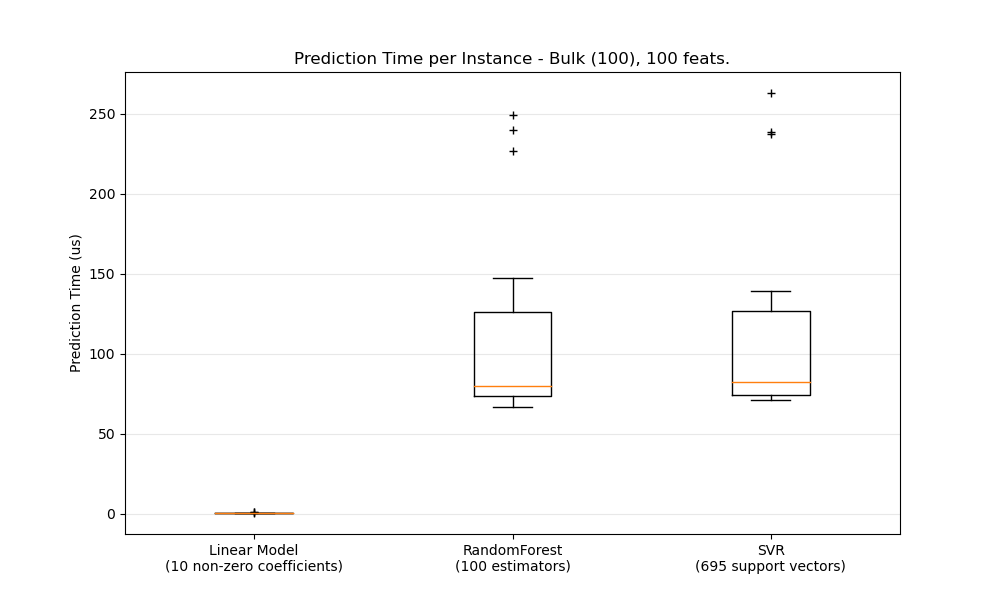 Prediction Time per Instance - Bulk (100), 100 feats.
Prediction Time (us)
250
200
150
100
50
0
Linear Model
(10 non-zero coefficients)
RandomForest
(100 estimators)
SVR
(695 support vectors)